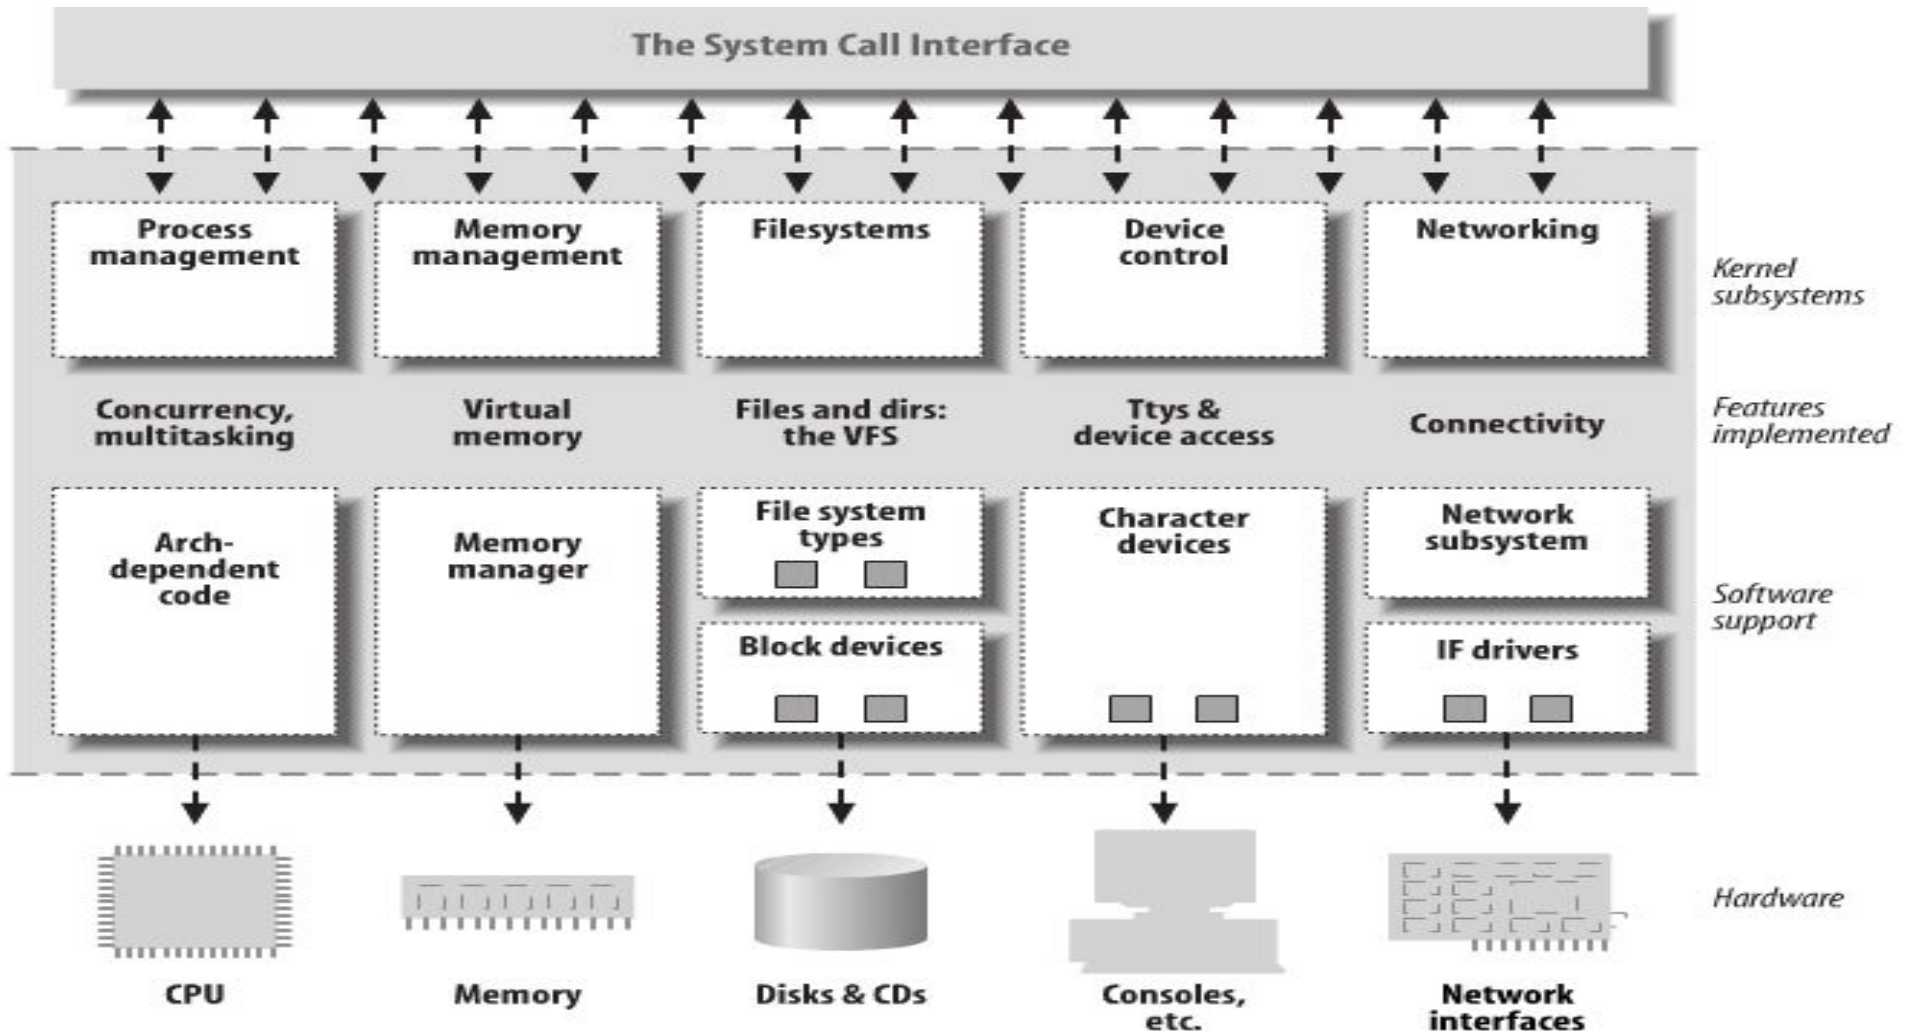 The System Call Interface
Process
management
Memory
management
Filesystems
Device
control
Networking
Kernel
subsystems
Concurrency,
multitasking
Virtual
memory
Files and dirs:
the VFS
Ttys &
device access
Connectivity
Features
implemented
Arch-
dependent
code
Memory
manager
File system
types
Block devices
Character
devices
Network
subsystem
IF drivers
Software
support
CPU
Memory
Disks & CDs
Consoles,
etc.
Network
interfaces
Hardware